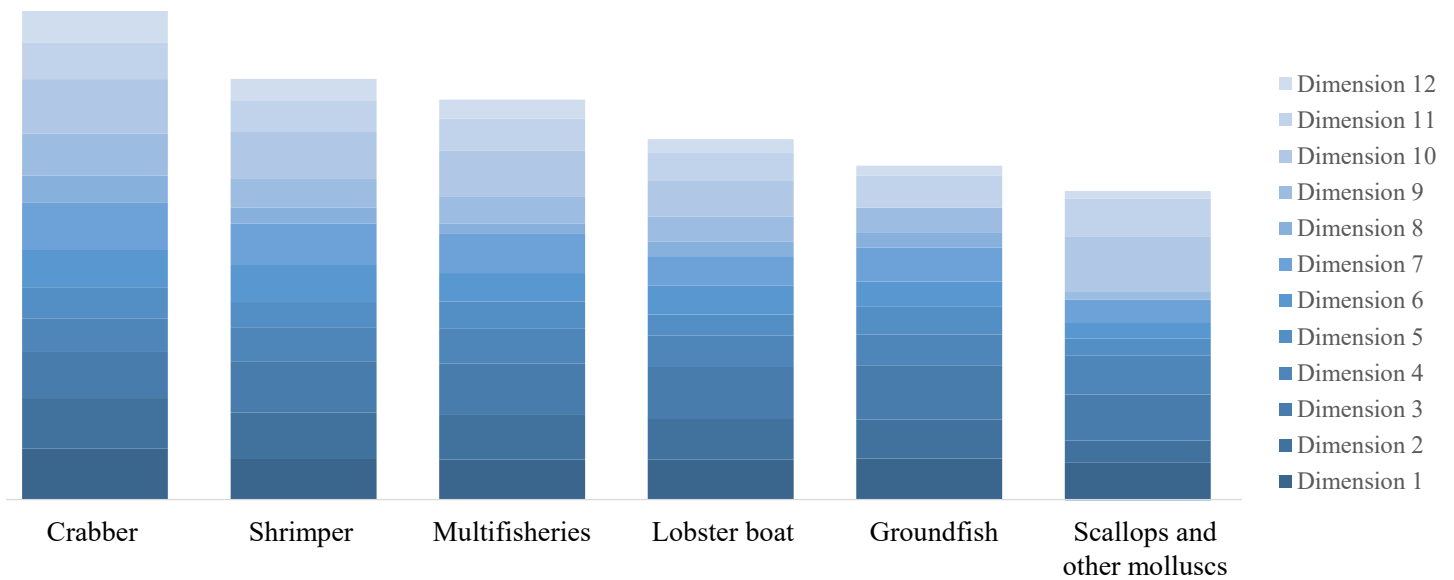 Dimension 12
Dimension 11
Dimension 10
Dimension 9
Dimension 8
Dimension 7
Dimension 6
Dimension 5
Dimension 4
Dimension 3
Dimension 2
Dimension 1
Crabber
Shrimper
Multifisheries
Lobster boat
Groundfish
Scallops and
other molluscs